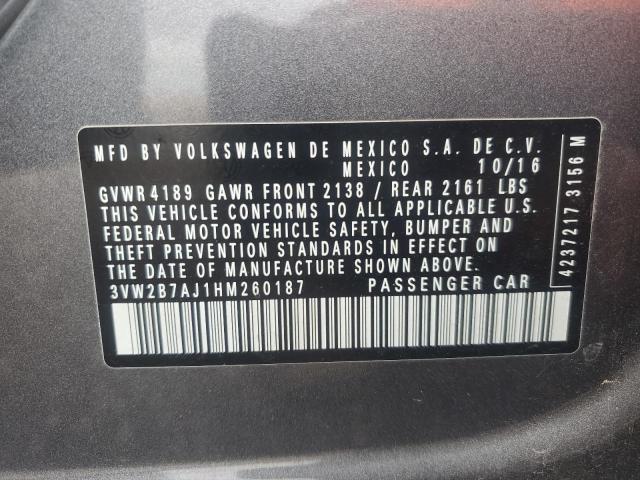 MFD BY VOLKSWAGEN DE MEXICO S.A. DE C.V.
MEXICO 10/16
GVWR 4189 GAWR FRONT 2138 / REAR 2161 LBS
THIS VEHICLE CONFORMS TO ALL APPLICABLE U.S.
FEDERAL MOTOR VEHICLE SAFETY, BUMPER AND
THEFT PREVENTION STANDARDS IN EFFECT ON
THE DATE OF MANUFACTURE SHOWN ABOVE.
3VW2B7AJ1HM260187 PASSENGER CAR
4237217 3156 M